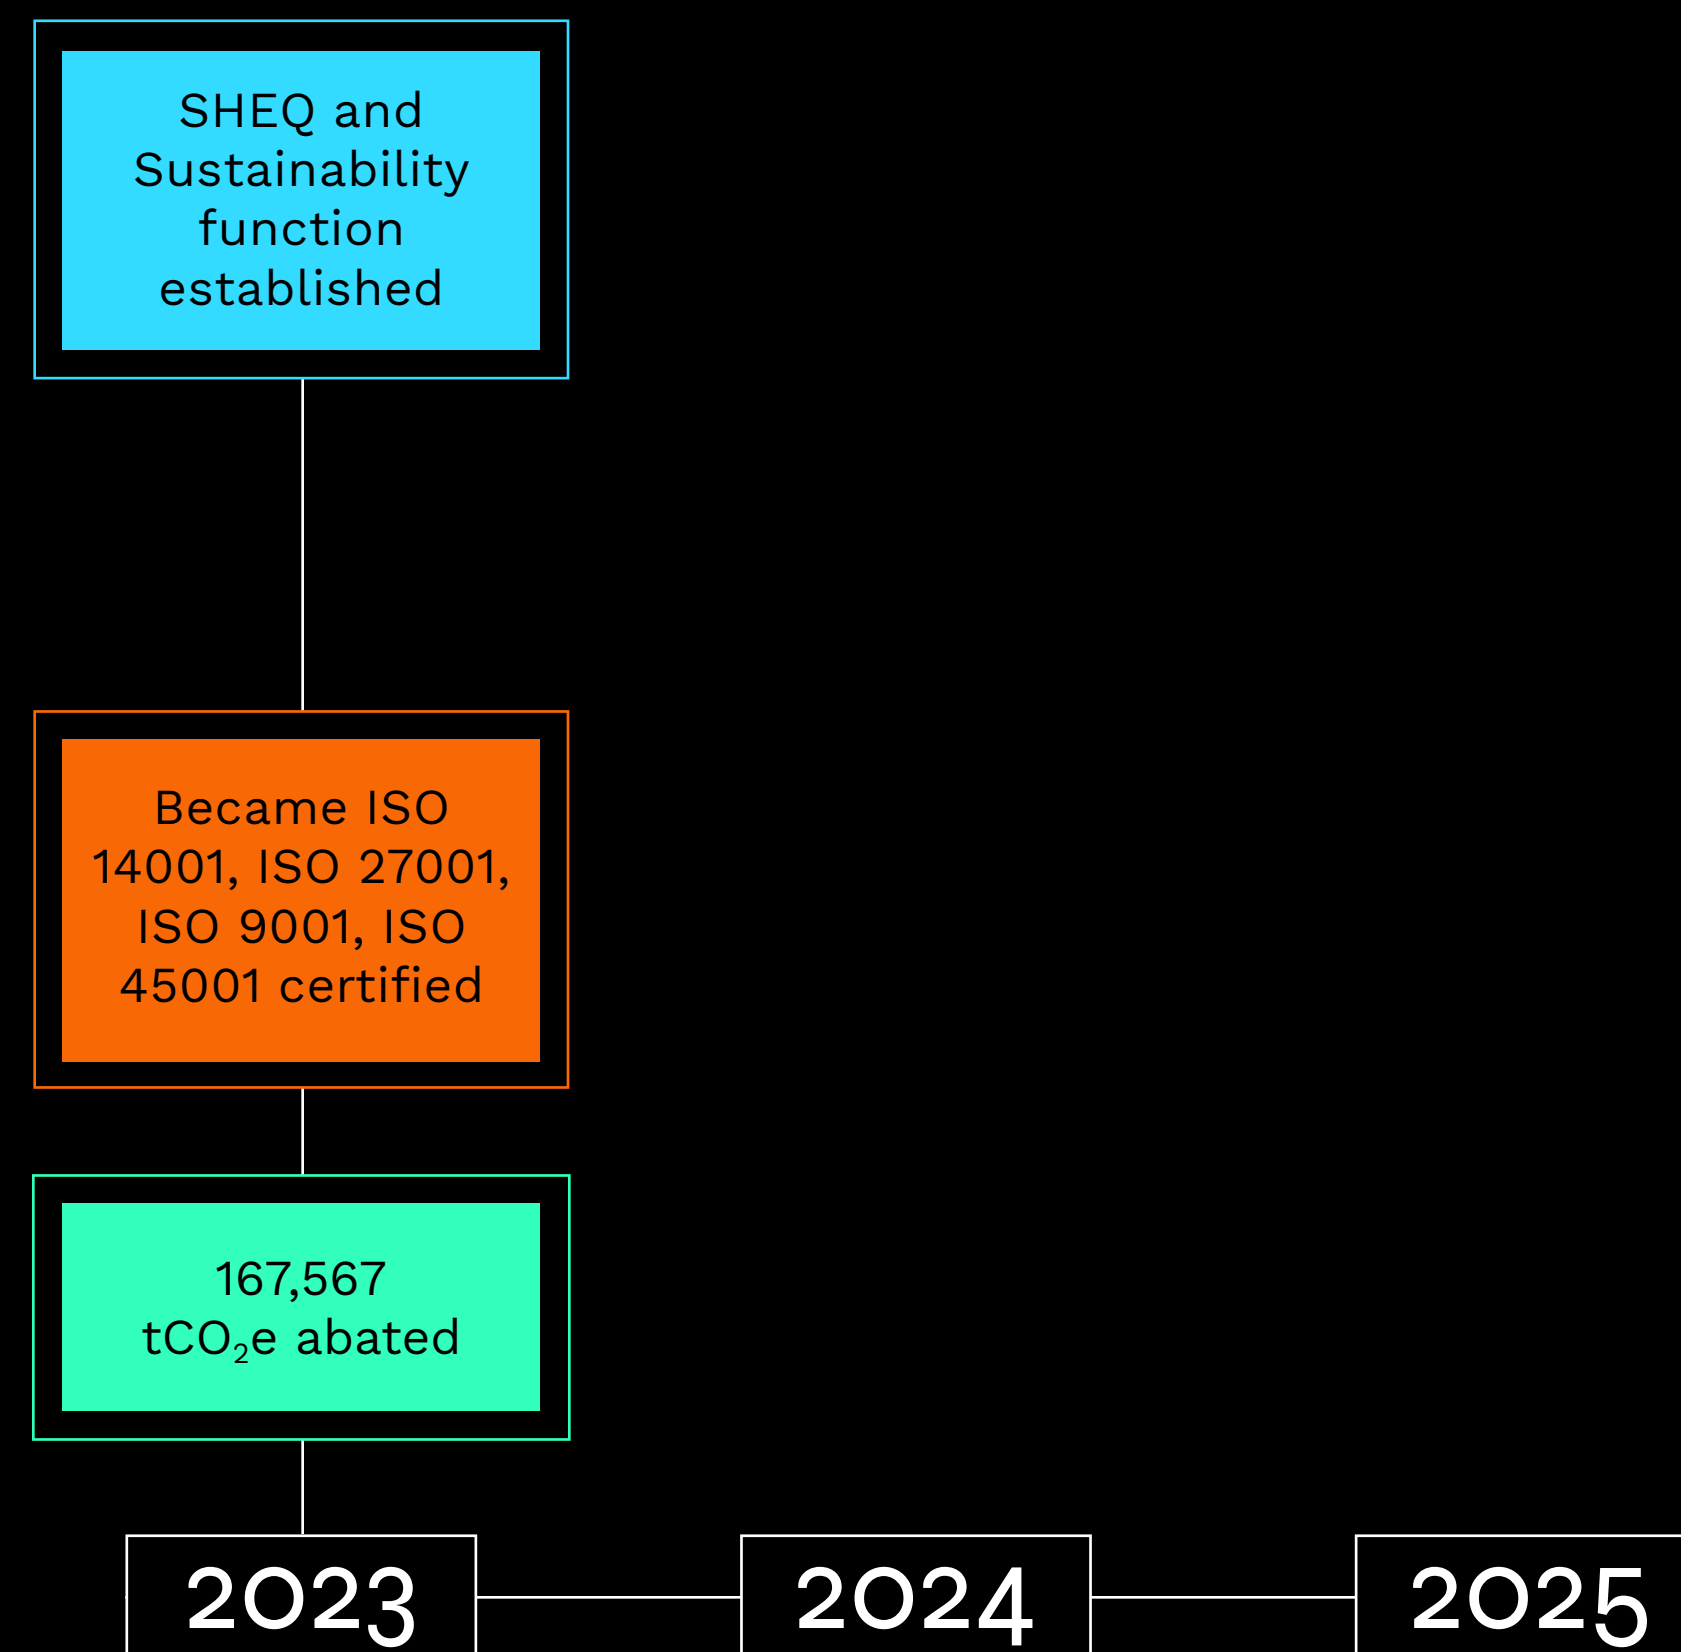 SHEQ and
Sustainability
function
established
Became ISO
14001, ISO 27001,
ISO 9001, ISO
45001 certified
167,567
tCO₂e abated
2023
2024
2025